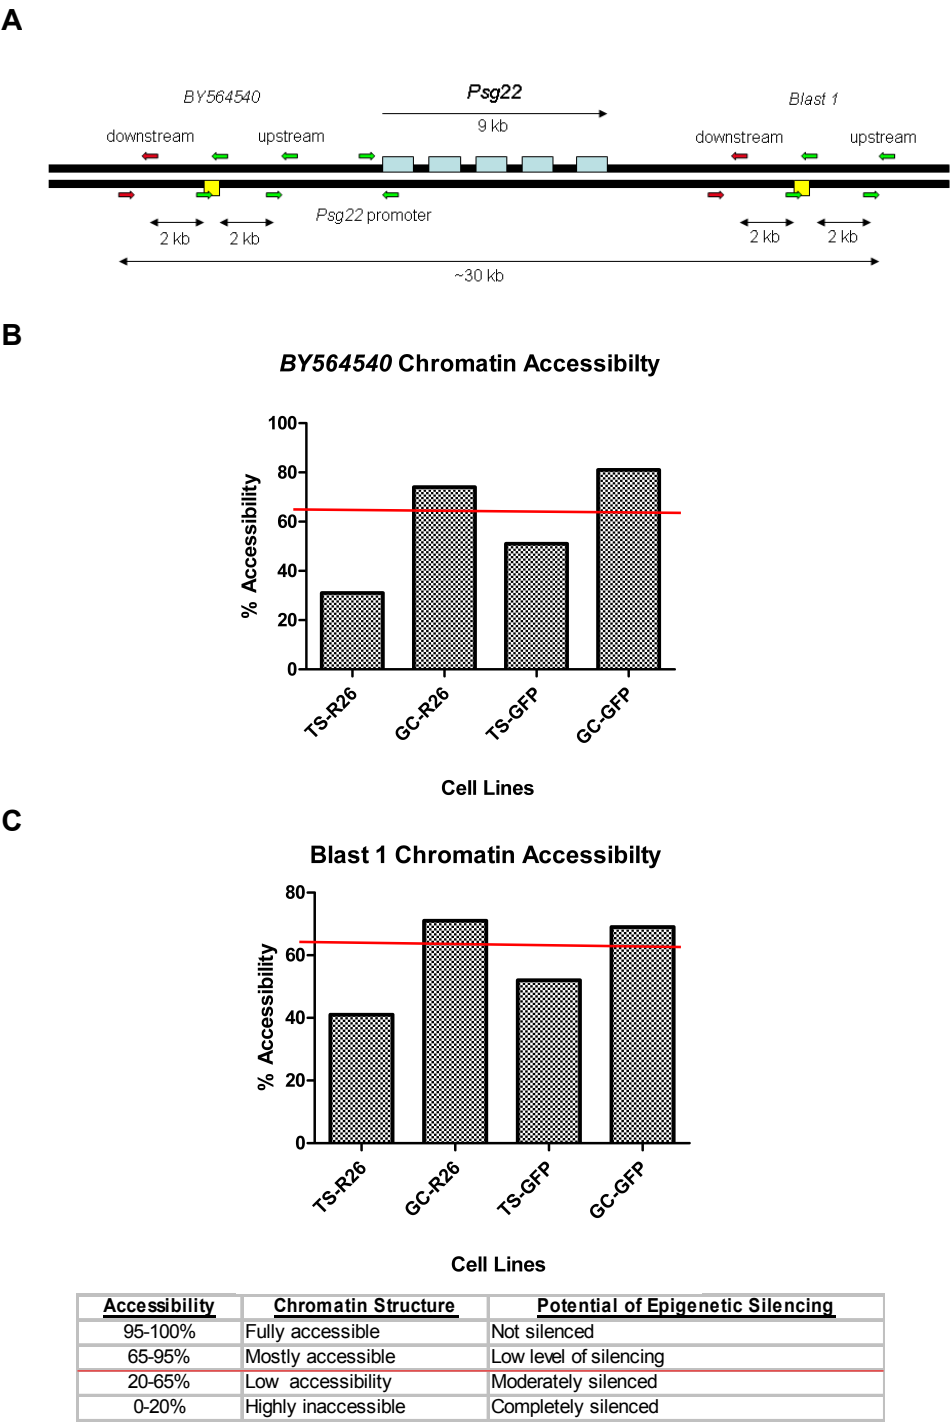 A
BY564540
Psg22
Blast 1
9 kb
downstream
upstream
downstream
upstream
Psg22 promoter
2 kb
2 kb
2 kb
2 kb
~30 kb
B
BY564540 Chromatin Accessibilty
% Accessibility
100
80
60
40
20
0
TS-R26
GC-R26
TS-GFP
GC-GFP
Cell Lines
C
Blast 1 Chromatin Accessibilty
% Accessibility
80
60
40
20
0
TS-R26
GC-R26
TS-GFP
GC-GFP
Cell Lines
Accessibility Chromatin Structure Potential of Epigenetic Silencing
95-100% Fully accessible Not silenced
65-95% Mostly accessible Low level of silencing
20-65% Low accessibility Moderately silenced
0-20% Highly inaccessible Completely silenced